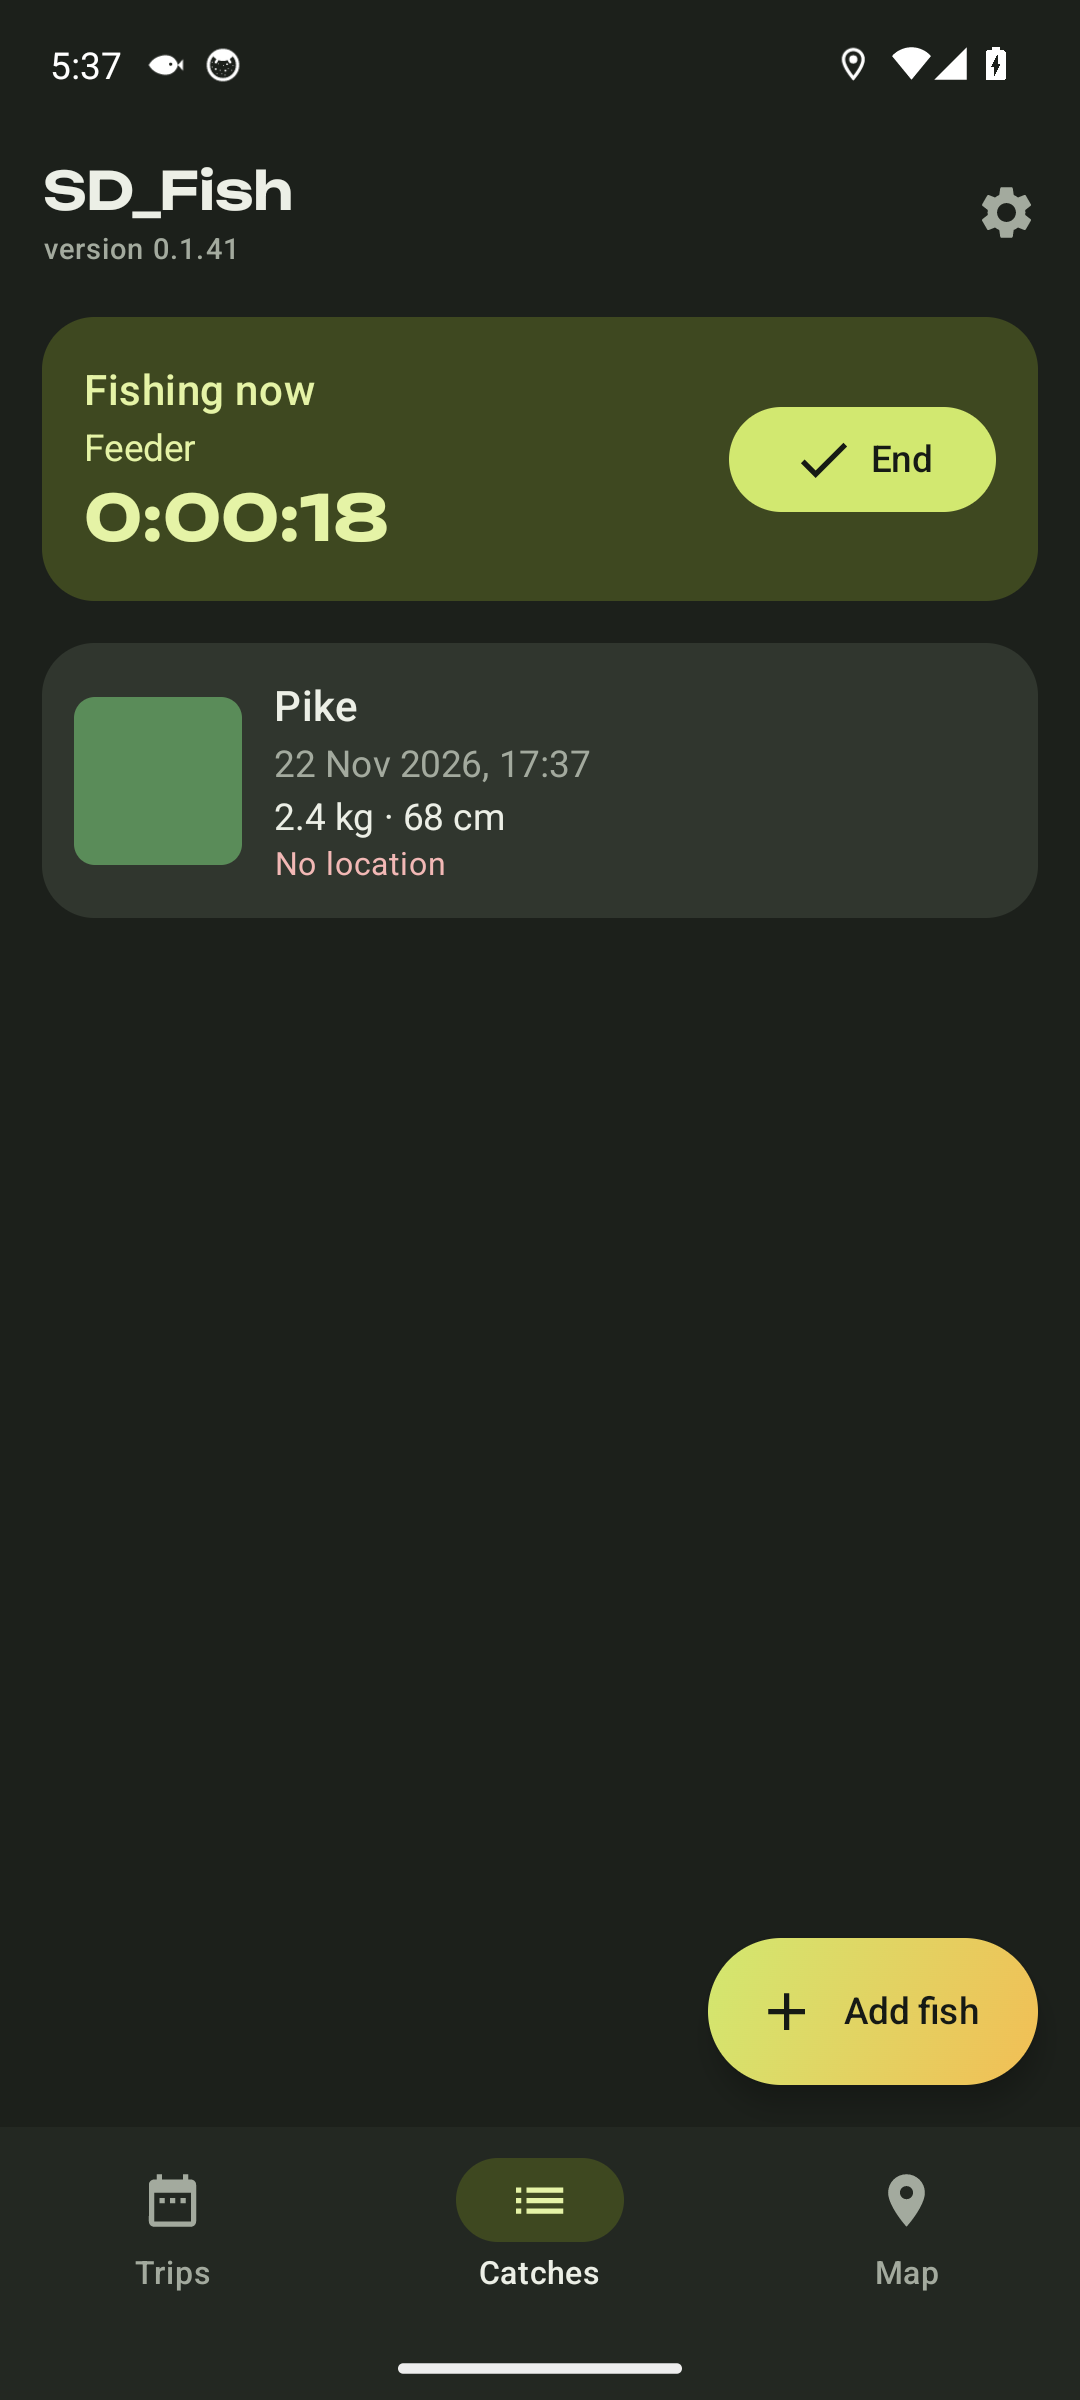 5:37
SD_Fish
version 0.1.41
Fishing now
Feeder
0:00:18
End
Pike
22 Nov 2026, 17:37
2.4 kg · 68 cm
No location
Add fish
Trips
Catches
Map